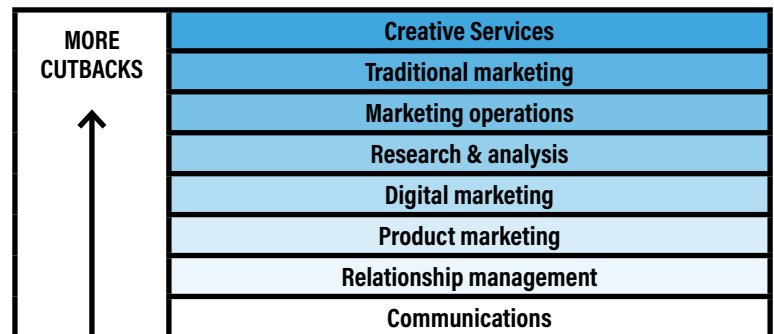 MORE
CUTBACKS
Creative Services
Traditional marketing
Marketing operations
Research & analysis
Digital marketing
Product marketing
Relationship management
Communications